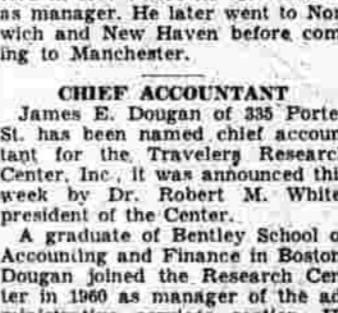 as manager. He later went to Nor
wich and New Haven before com
ing to Manchester.
CHIEF ACCOUNTANT
James E. Dougan of 335 Porte
St. has been named chief accoun
tant for the Travelers Researc
Center, Inc., it was announced thi
week by Dr. Robert M. White
president of the Center.
A graduate of Bentley School o
Accounting and Finance in Boston
Dougan joined the Research Cen
ter in 1960 as manager of the ad